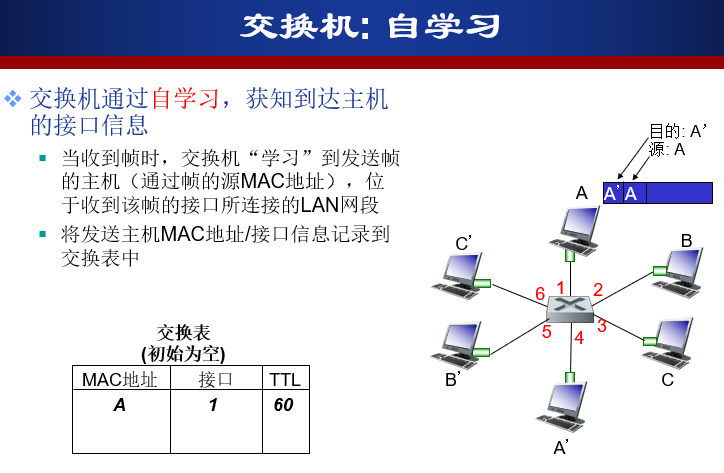 交换机: 自学习
交换机通过自学习，获知到达主机
的接口信息
当收到帧时，交换机“学习”到发送帧
的主机（通过帧的源MAC地址），位
于收到该帧的接口所连接的LAN网段
将发送主机MAC地址/接口信息记录到
交换表中
目的: A’
源: A
A’ A
A
B
C
A’
B’
C’
1
2
3
4
5
6
交换表
(初始为空)
MAC地址 接口 TTL
A 1 60